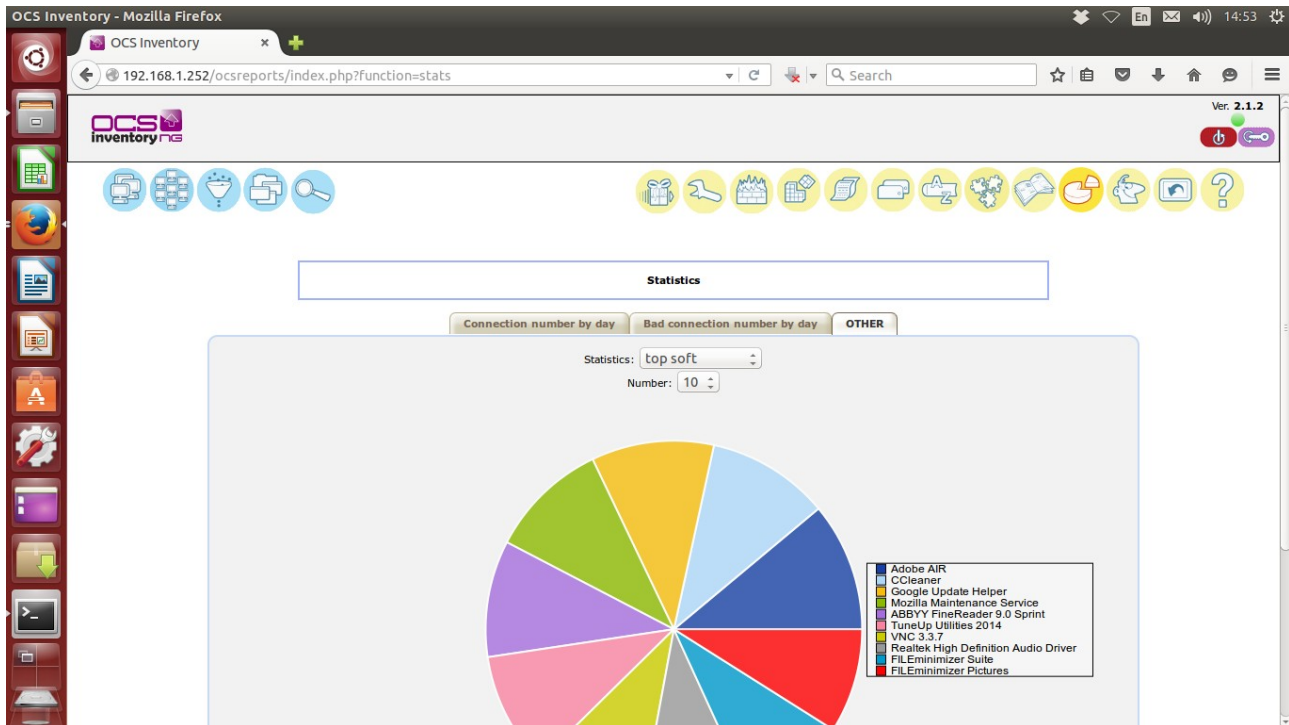 OCS Inventory - Mozilla Firefox
En
14:53
OCS Inventory
192.168.1.252/ocsreports/index.php?function=stats
Search
Ver. 2.1.2
OCS
inventory NG
Statistics
Connection number by day
Bad connection number by day
OTHER
Statistics: top soft
Number: 10
Adobe AIR
CCleaner
Google Update Helper
Mozilla Maintenance Service
ABBYY FineReader 9.0 Sprint
TuneUp Utilities 2014
VNC 3.3.7
Realtek High Definition Audio Driver
FILEminimizer Suite
FILEminimizer Pictures